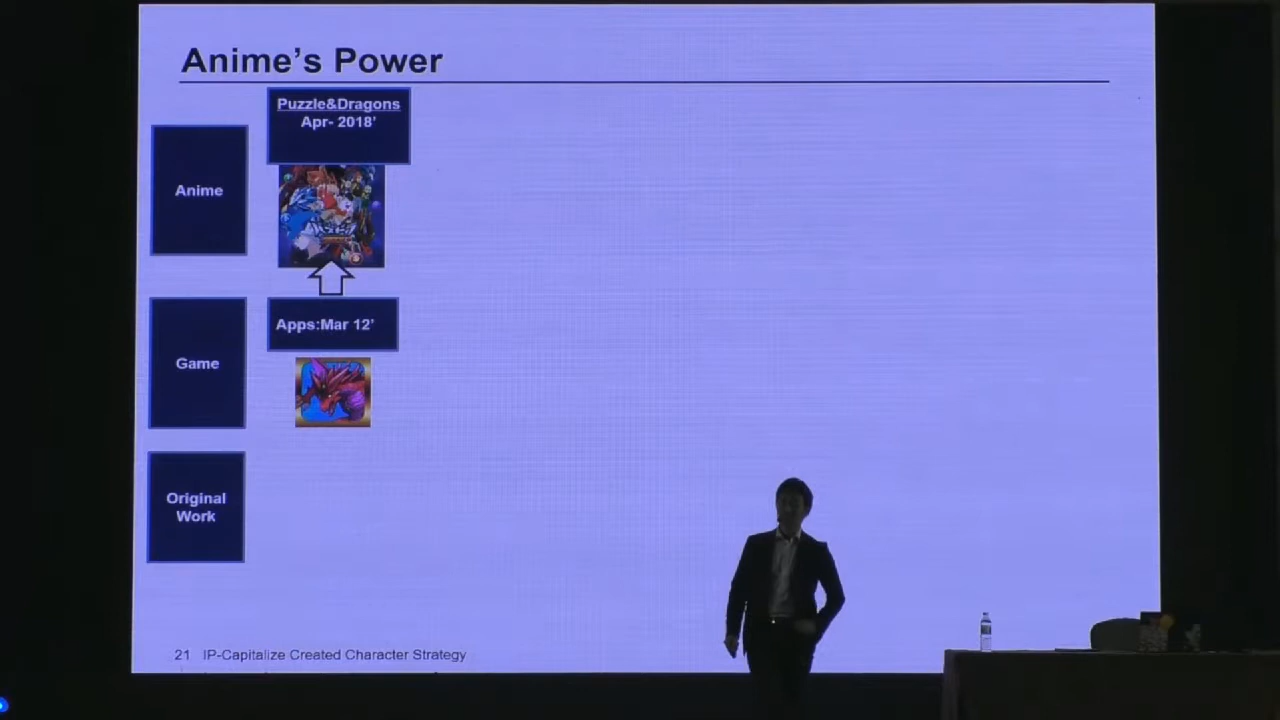 Anime's Power
Puzzle&Dragons
Apr- 2018'
Anime
Apps:Mar 12'
Game
Original
Work
21 IP-Capitalize Created Character Strategy